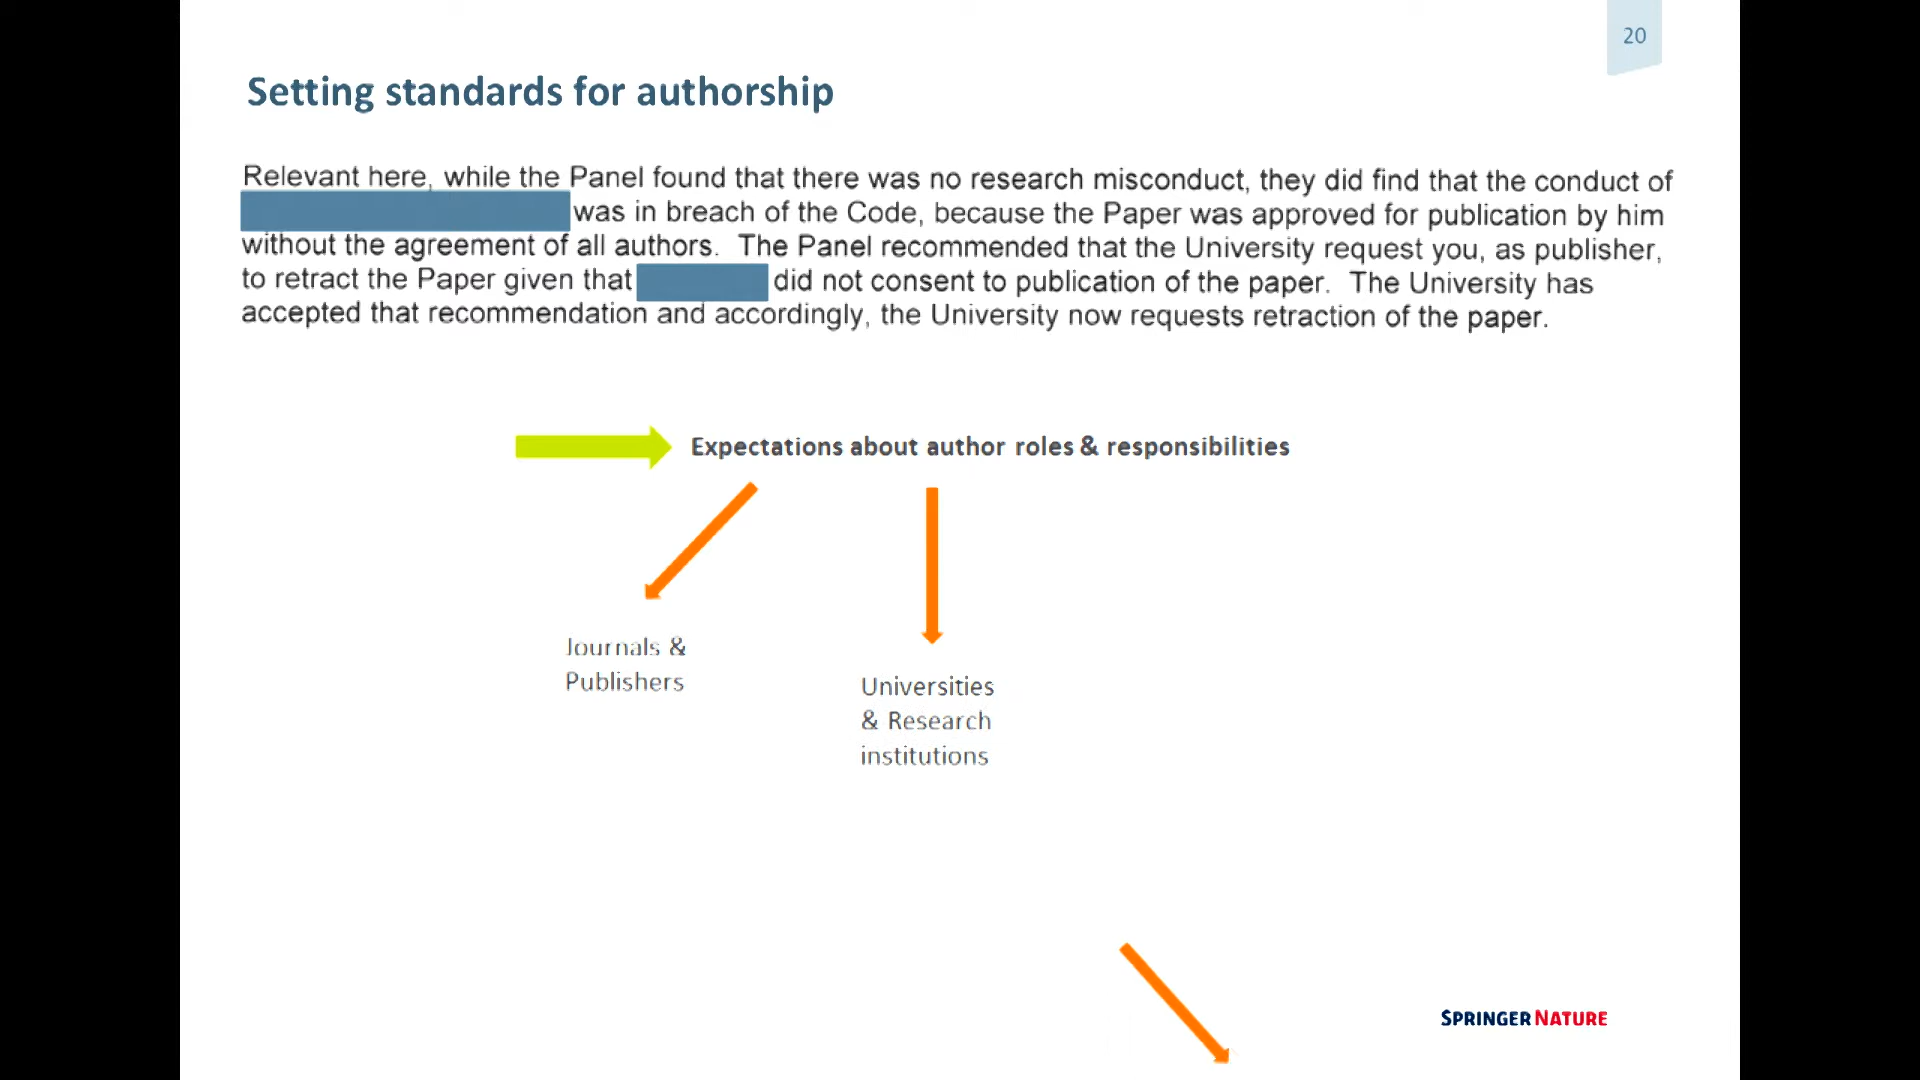 20
Setting standards for authorship
Relevant here, while the Panel found that there was no research misconduct, they did find that the conduct of
was in breach of the Code, because the Paper was approved for publication by him
without the agreement of all authors. The Panel recommended that the University request you, as publisher,
to retract the Paper given that did not consent to publication of the paper. The University has
accepted that recommendation and accordingly, the University now requests retraction of the paper.
Expectations about author roles & responsibilities
Journals &
Publishers
Universities
& Research
institutions
SPRINGER NATURE